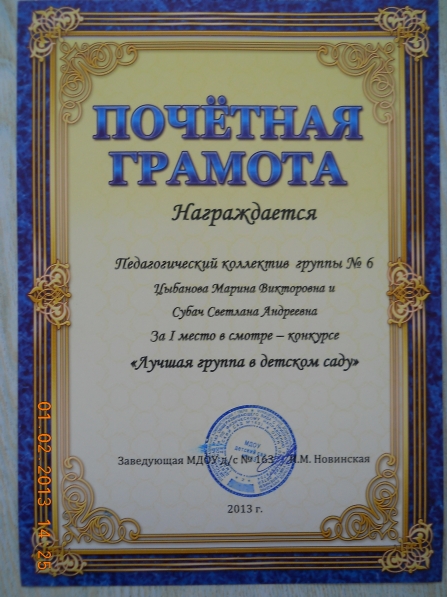 ПОЧЁТНАЯ
ГРАМОТА
Награждается
Педагогический коллектив группы № 6
Цыбанова Марина Викторовна и
Субач Светлана Андреевна
За I место в смотре – конкурсе
«Лучшая группа в детском саду»
МДОУ
Заведующая МДОУ д/с № 163 Л.М. Новинская
2013 г.
01.02.2013 14:25